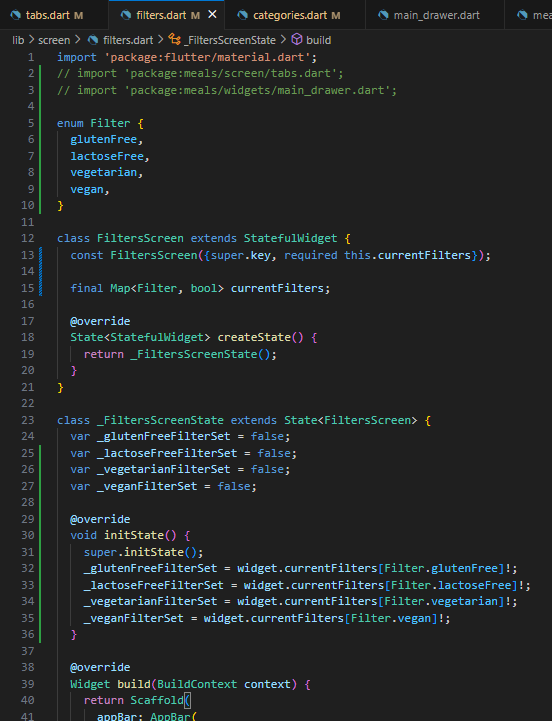 tabs.dart M
filters.dart M
categories.dart M
main_drawer.dart
lib > screen > filters.dart > _FiltersScreenState > build
1 import 'package:flutter/material.dart';
2 // import 'package:meals/screen/tabs.dart';
3 // import 'package:meals/widgets/main_drawer.dart';
4
5 enum Filter {
6 glutenFree,
7 lactoseFree,
8 vegetarian,
9 vegan,
10 }
11
12 class FiltersScreen extends StatefulWidget {
13 const FiltersScreen({super.key, required this.currentFilters});
14
15 final Map<Filter, bool> currentFilters;
16
17 @override
18 State<StatefulWidget> createState() {
19 return _FiltersScreenState();
20 }
21 }
22
23 class _FiltersScreenState extends State<FiltersScreen> {
24 var _glutenFreeFilterSet = false;
25 var _lactoseFreeFilterSet = false;
26 var _vegetarianFilterSet = false;
27 var _veganFilterSet = false;
28
29 @override
30 void initState() {
31 super.initState();
32 _glutenFreeFilterSet = widget.currentFilters[Filter.glutenFree]!;
33 _lactoseFreeFilterSet = widget.currentFilters[Filter.lactoseFree]!;
34 _vegetarianFilterSet = widget.currentFilters[Filter.vegetarian]!;
35 _veganFilterSet = widget.currentFilters[Filter.vegan]!;
36 }
37
38 @override
39 Widget build(BuildContext context) {
40 return Scaffold(
41 appBar: AppBar(